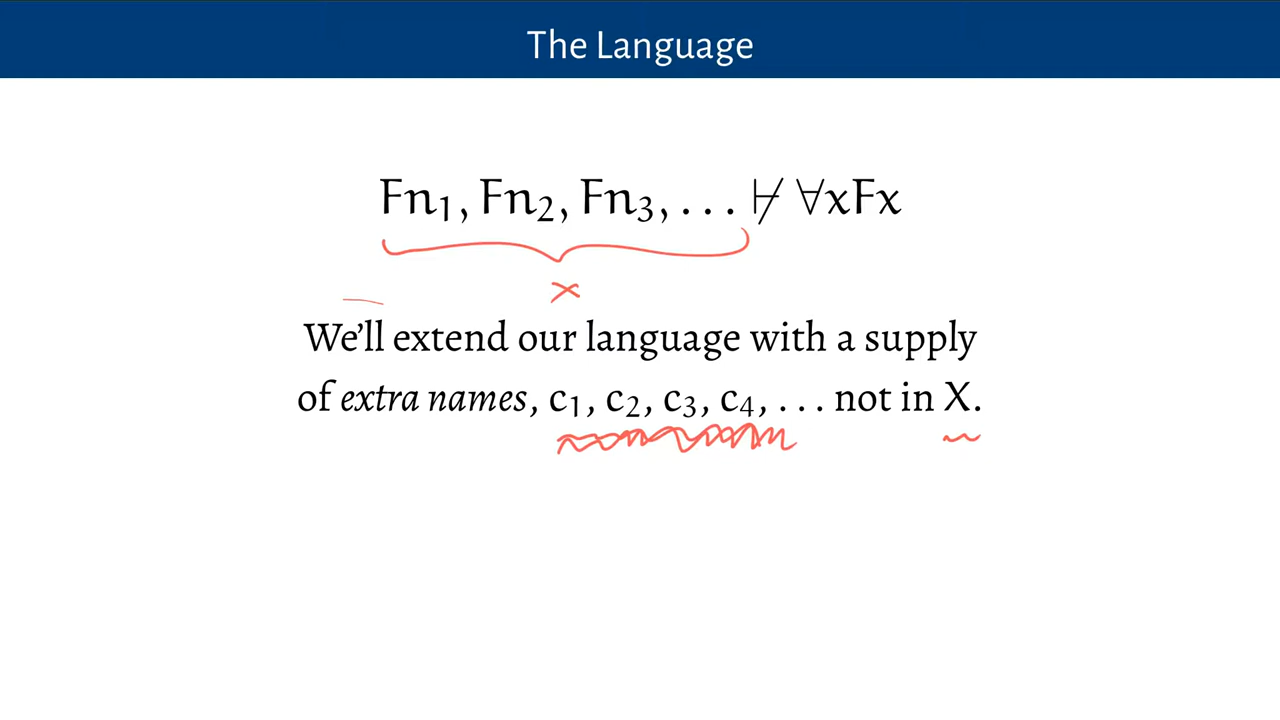 The Language
Fn₁, Fn₂, Fn₃, . . . ⊬ ∀xFx
X
We’ll extend our language with a supply
of extra names, c₁, c₂, c₃, c₄, . . . not in X.